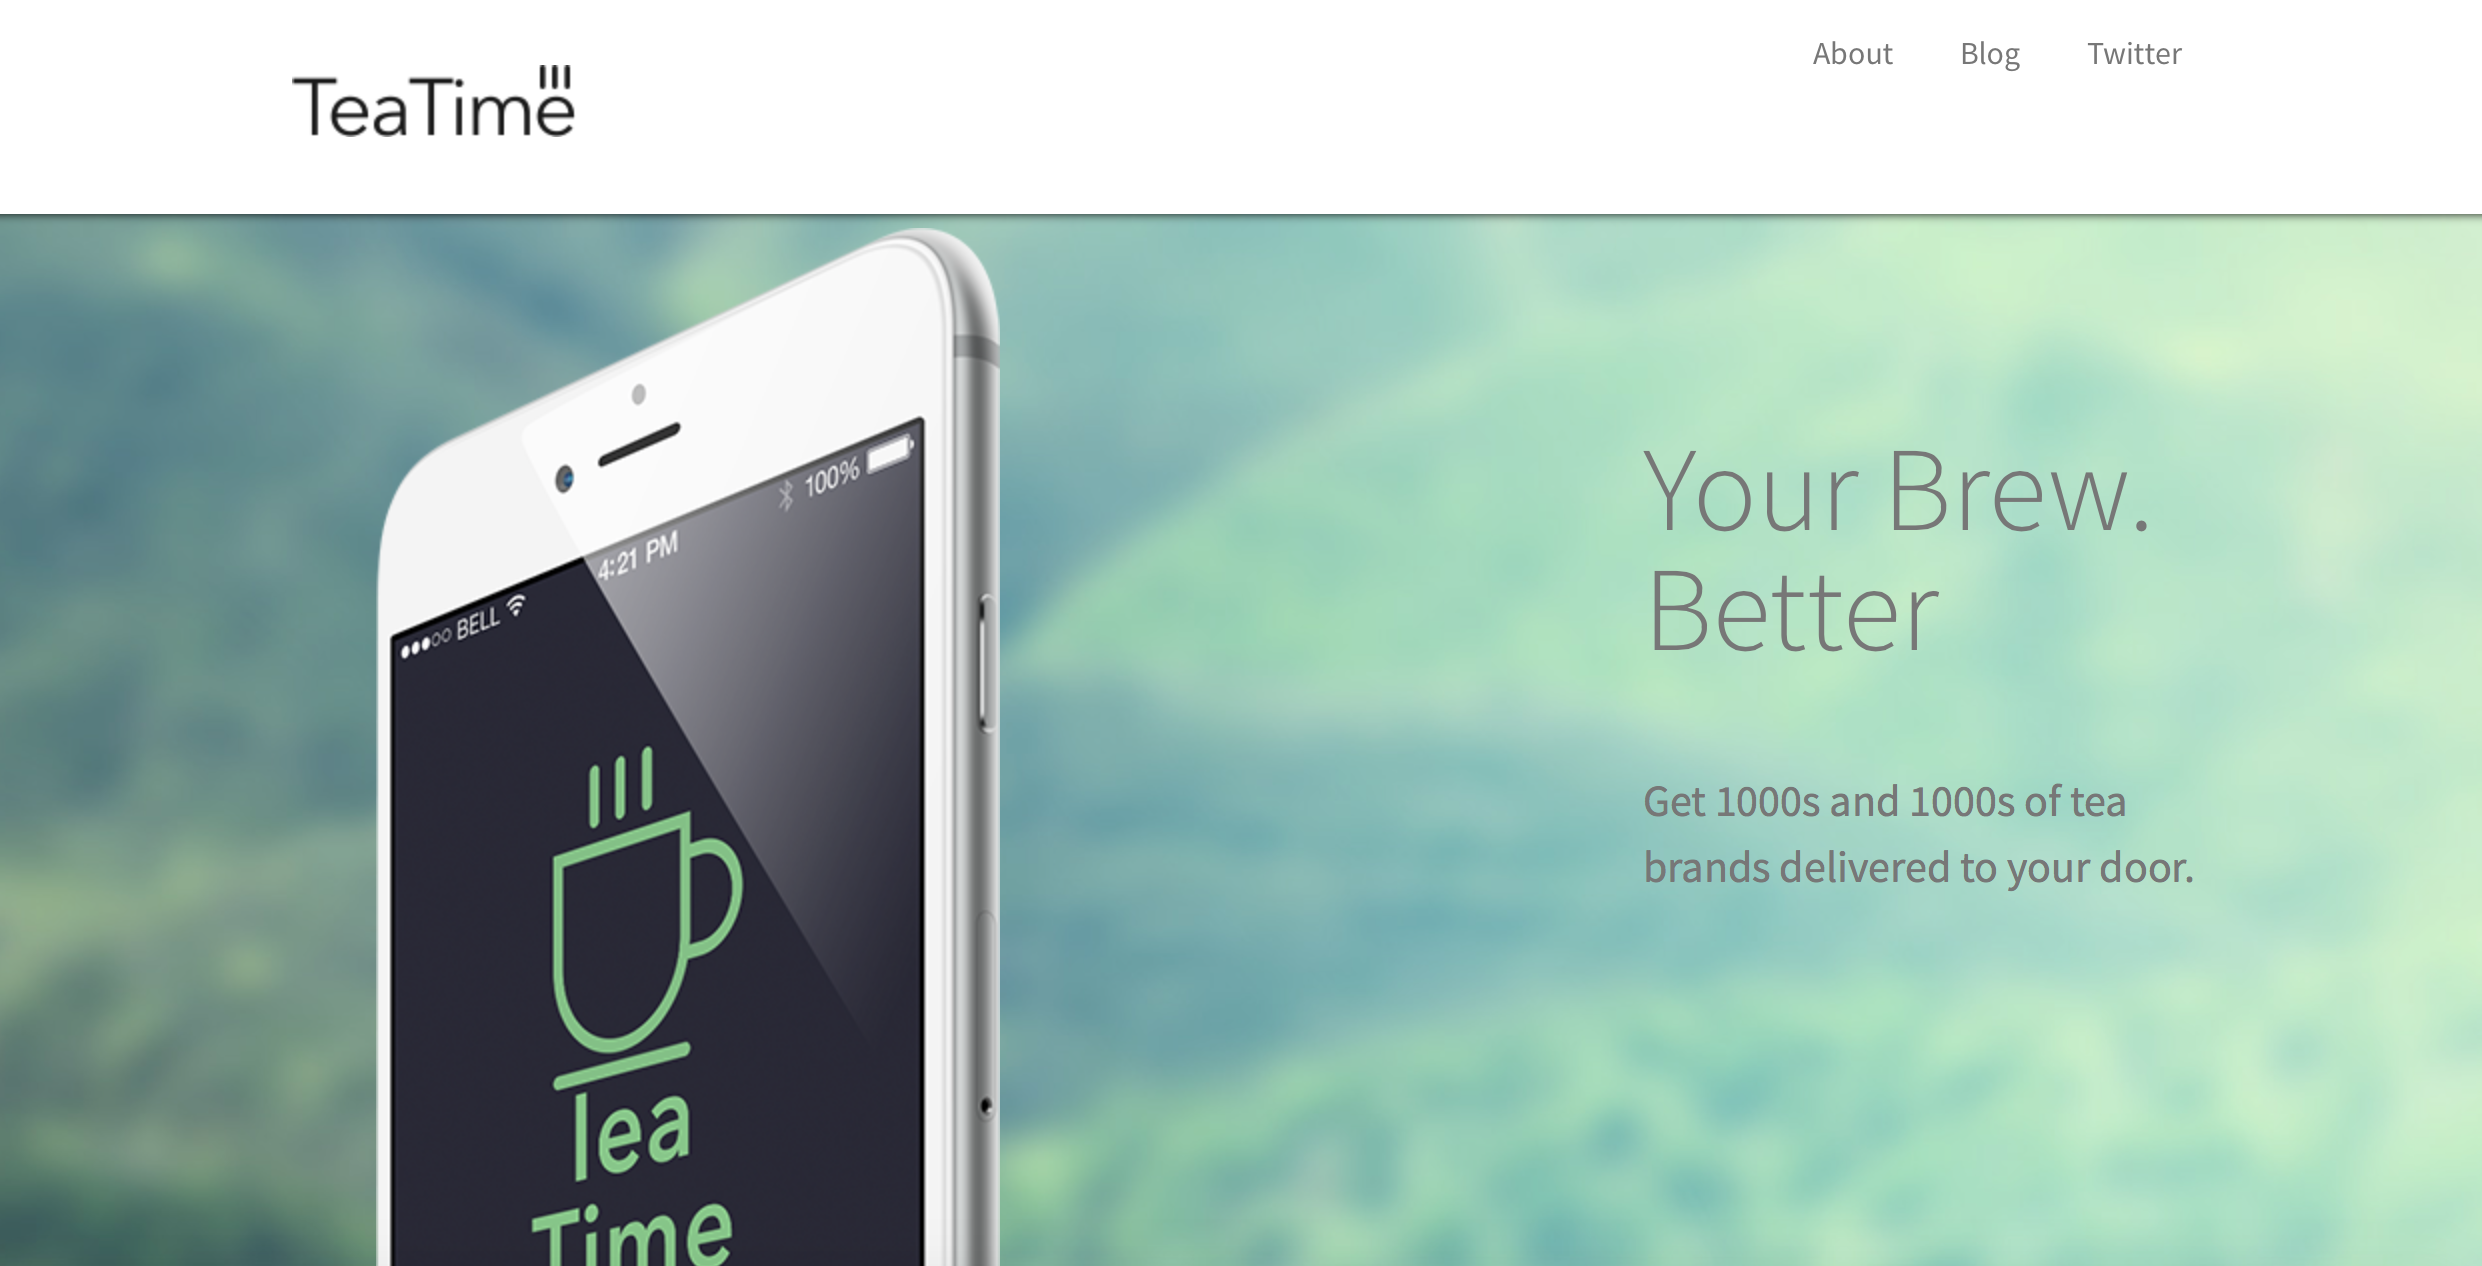 TeaTime
About Blog Twitter
100%
4:21 PM
BELL
Your Brew.
Better
Get 1000s and 1000s of tea
brands delivered to your door.
Tea
Time